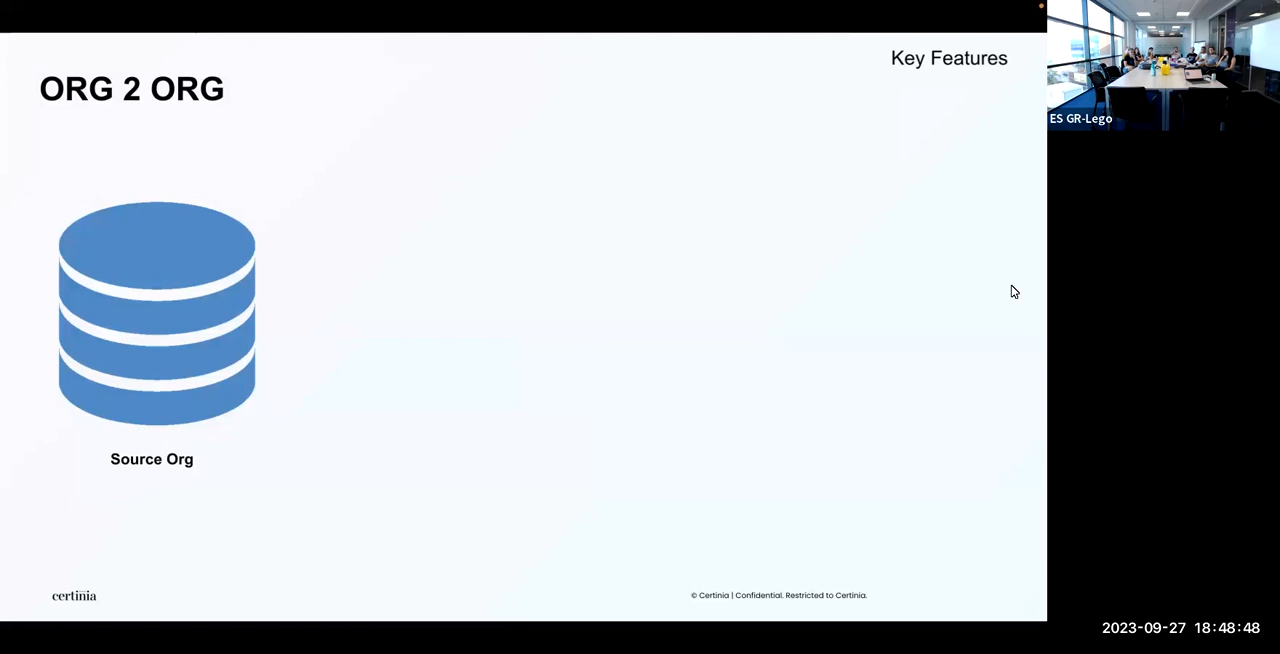 Key Features
ORG 2 ORG
ES GR-Lego
Source Org
certinia
© Certinia | Confidential. Restricted to Certinia.
2023-09-27 18:48:48